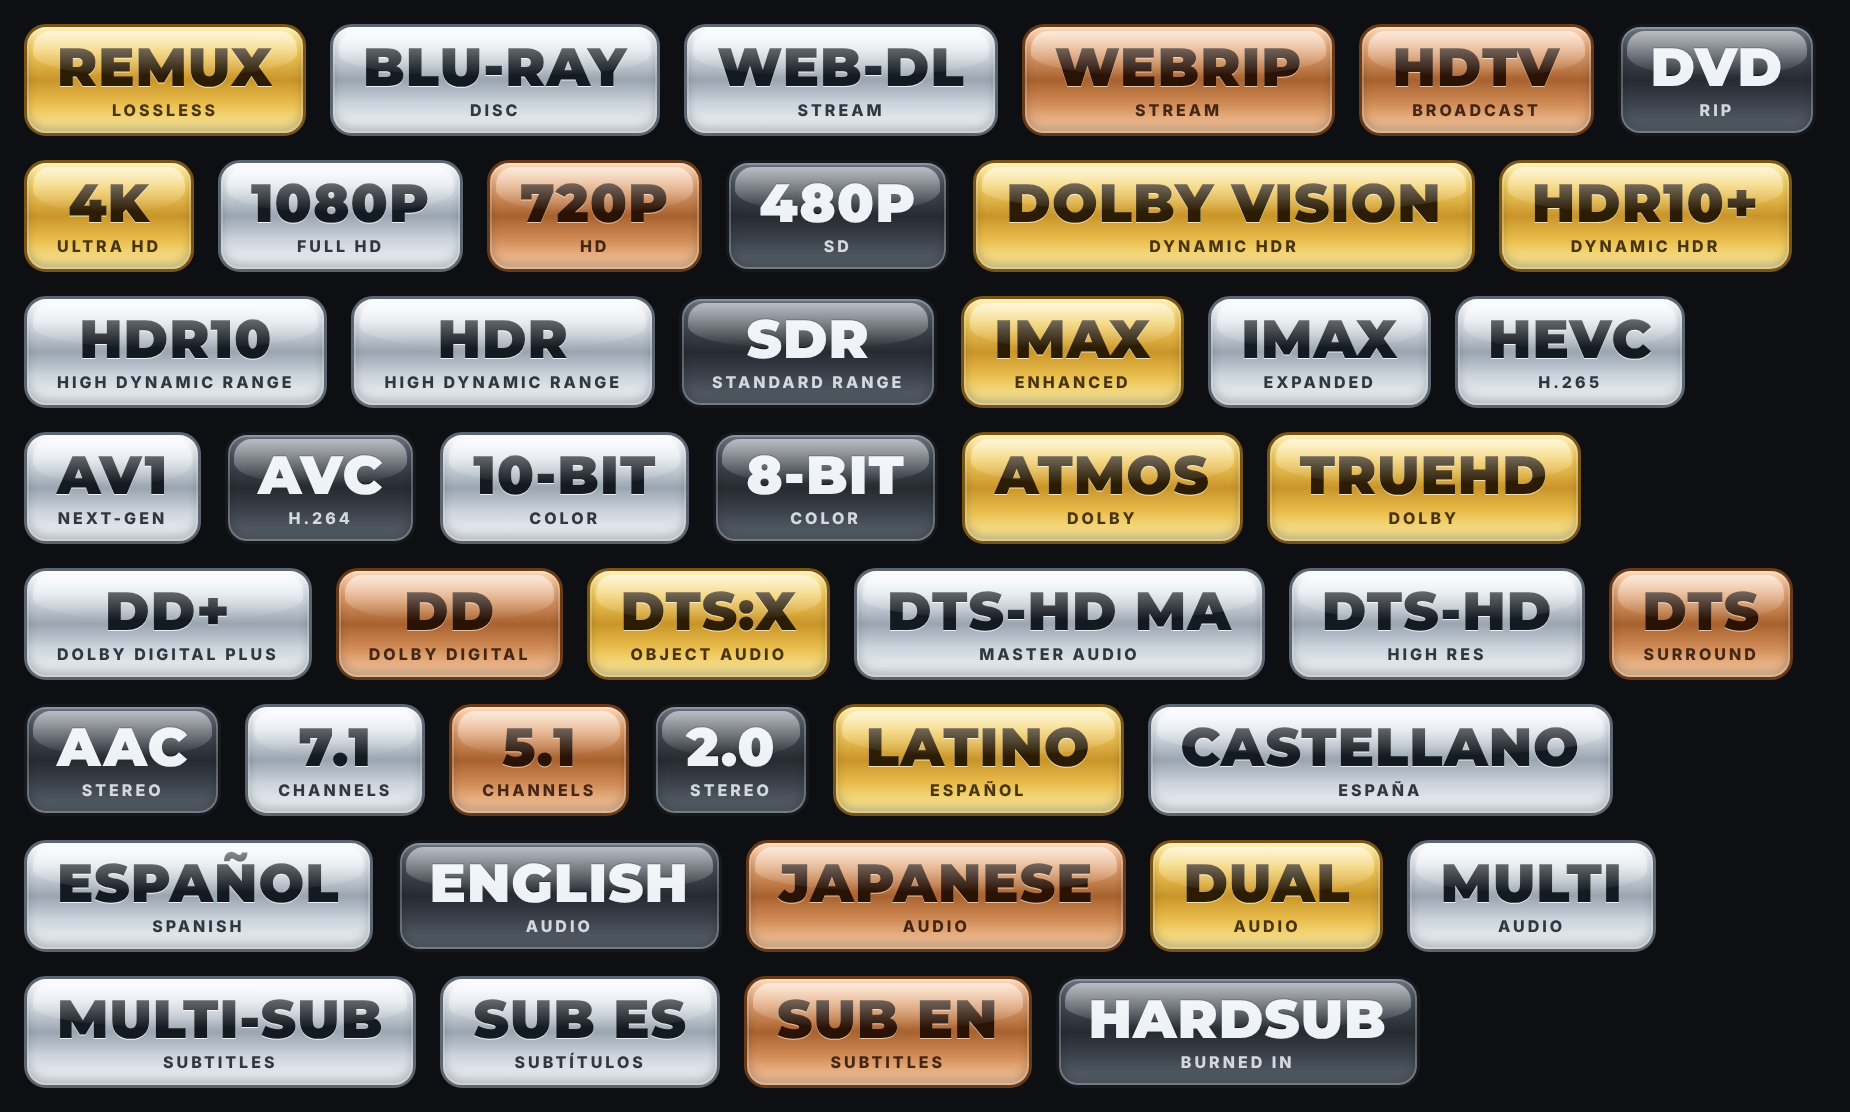 REMUX BLU-RAY WEB-DL WEBRIP HDTV DVD
LOSSLESS DISC STREAM STREAM BROADCAST RIP
4K 1080P 720P 480P DOLBY VISION HDR10+
ULTRA HD FULL HD HD SD DYNAMIC HDR DYNAMIC HDR
HDR10 HDR SDR IMAX IMAX HEVC
HIGH DYNAMIC RANGE HIGH DYNAMIC RANGE STANDARD RANGE ENHANCED EXPANDED H.265
AV1 AVC 10-BIT 8-BIT ATMOS TRUEHD
NEXT-GEN H.264 COLOR COLOR DOLBY DOLBY
DD+ DD DTS:X DTS-HD MA DTS-HD DTS
DOLBY DIGITAL PLUS DOLBY DIGITAL OBJECT AUDIO MASTER AUDIO HIGH RES SURROUND
AAC 7.1 5.1 2.0 LATINO CASTELLANO
STEREO CHANNELS CHANNELS STEREO ESPAÑOL ESPAÑA
ESPAÑOL ENGLISH JAPANESE DUAL MULTI
SPANISH AUDIO AUDIO AUDIO AUDIO
MULTI-SUB SUB ES SUB EN HARDSUB
SUBTITLES SUBTÍTULOS SUBTITLES BURNED IN